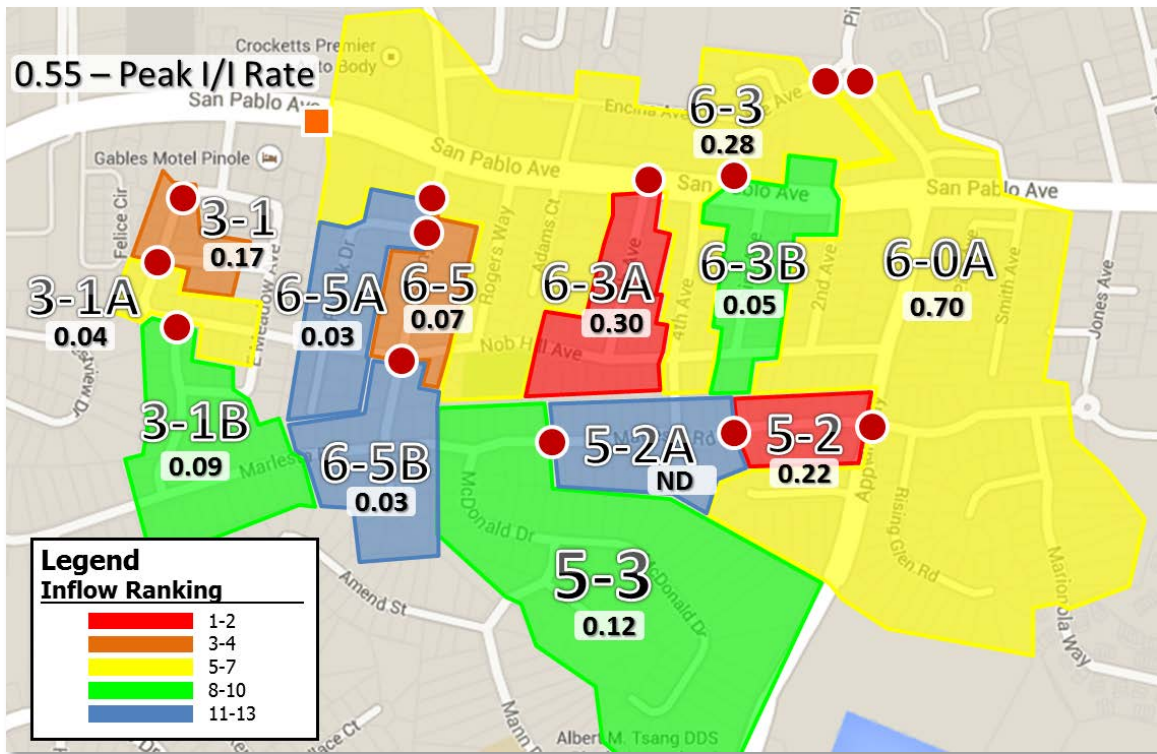 Crocketts Premier
Auto Body
0.55 – Peak I/I Rate
San Pablo Ave
Encina Ave
6-3
0.28
Gables Motel Pinole
San Pablo Ave
San Pablo Ave
San Pablo Ave
Felice Cir
3-1
0.17
E Meadow Ave
Rogers Way
Adams Ct
3-1A
0.04
6-5A
0.03
6-5
0.07
6-3A
0.30
4th Ave
6-3B
0.05
2nd Ave
6-0A
0.70
Smith Ave
Jones Ave
Nob Hill Ave
3-1B
0.09
Marlesta
6-5B
0.03
5-2A
ND
Rd
5-2
0.22
McDonald Dr
Rising Glen Rd
Marionola Way
5-3
0.12
McDonald Dr
Amend St
Legend
Inflow Ranking
1-2
3-4
5-7
8-10
11-13
Albert M. Tsang DDS